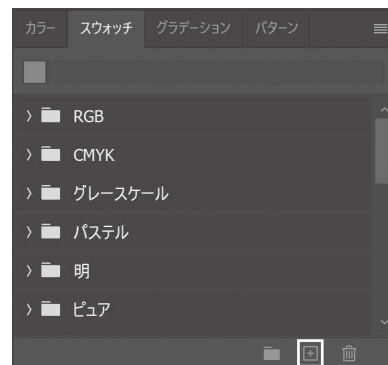 カラー スウォッチ グラデーション パターン
RGB
CMYK
グレースケール
パステル
明
ピュア